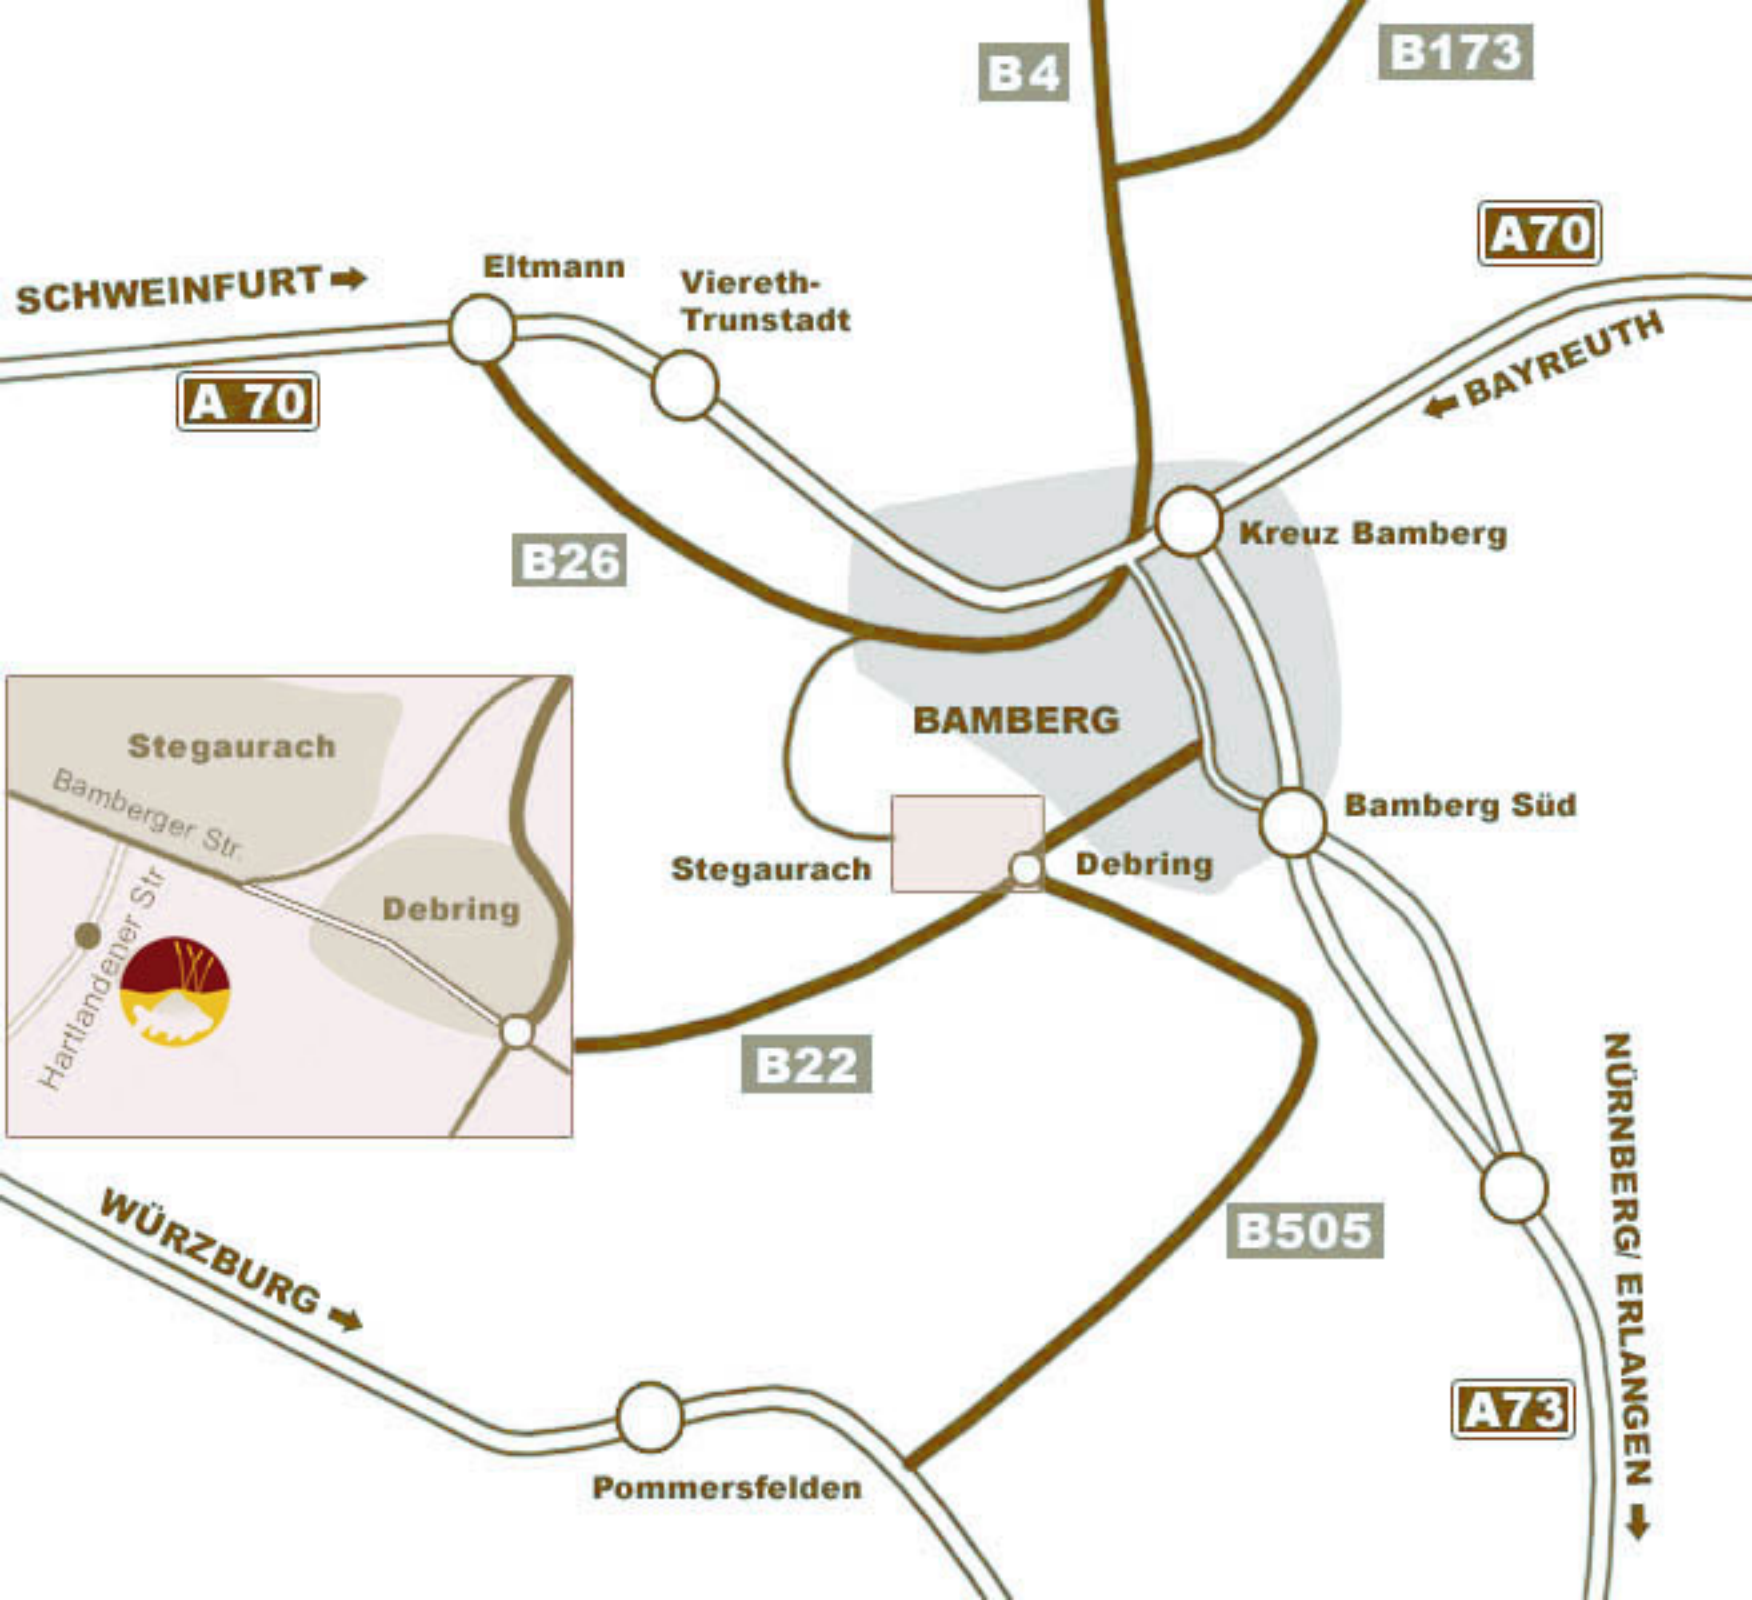 B4
B173
A70
SCHWEINFURT
Eltmann
Viereth-
Trunstadt
A 70
BAYREUTH
B26
Kreuz Bamberg
BAMBERG
Stegaurach
Bamberger Str.
Debring
Hartlandener Str.
Stegaurach
Debring
Bamberg Süd
B22
WÜRZBURG
B505
NÜRNBERG/ ERLANGEN
A73
Pommersfelden